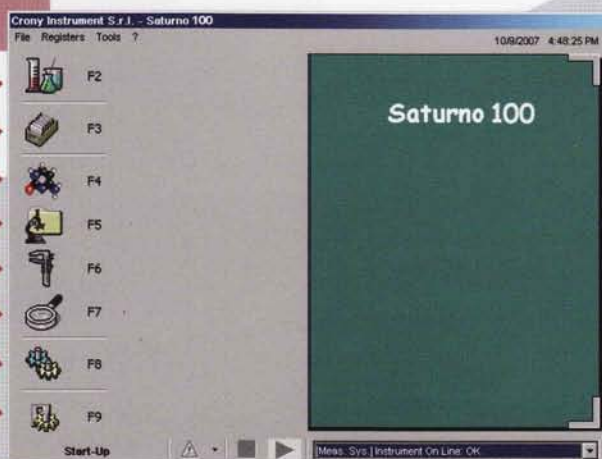 Crony Instrument S.r.l. - Saturno 100
File Registers Tools ?
10/9/2007 4:48:25 PM
Saturno 100
F2
F3
F4
F5
F6
F7
F8
F9
Start-Up
[Meas. Sys.] Instrument On Line: OK